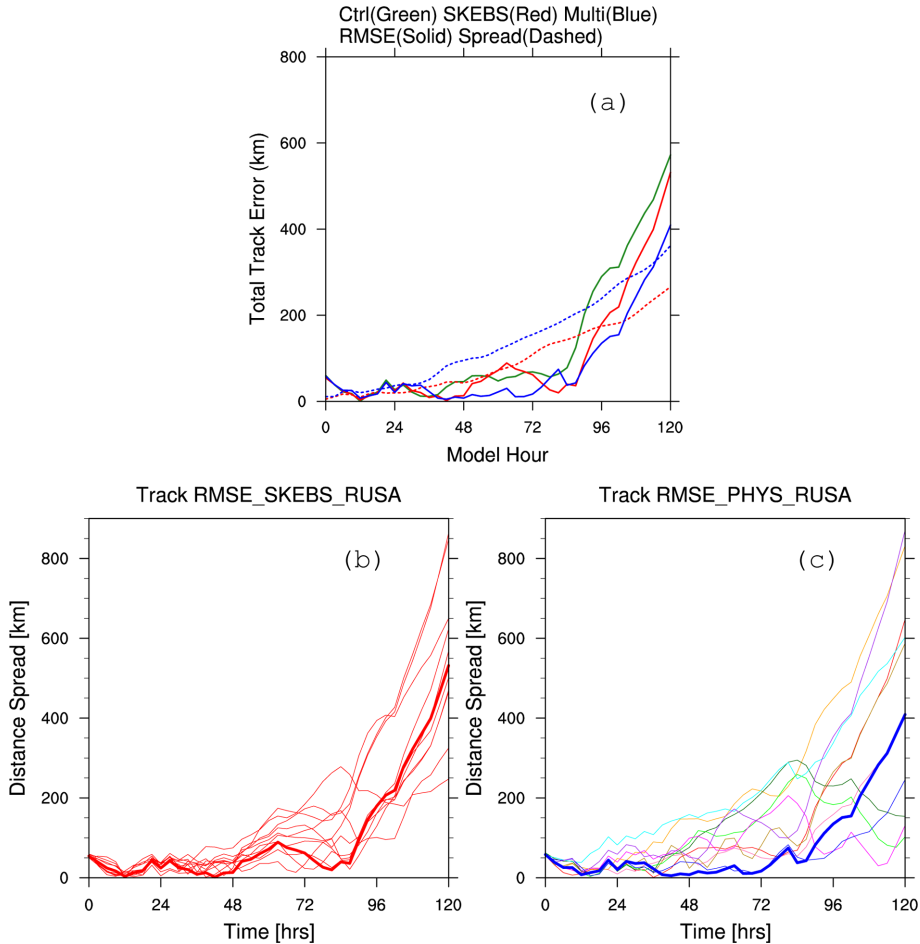 Ctrl(Green) SKEBS(Red) Multi(Blue)
RMSE(Solid) Spread(Dashed)
800
600
400
200
0
Total Track Error (km)
(a)
0 24 48 72 96 120
Model Hour
Track RMSE_SKEBS_RUSA
800
600
400
200
0
Distance Spread [km]
(b)
0 24 48 72 96 120
Time [hrs]
Track RMSE_PHYS_RUSA
800
600
400
200
0
Distance Spread [km]
(c)
0 24 48 72 96 120
Time [hrs]